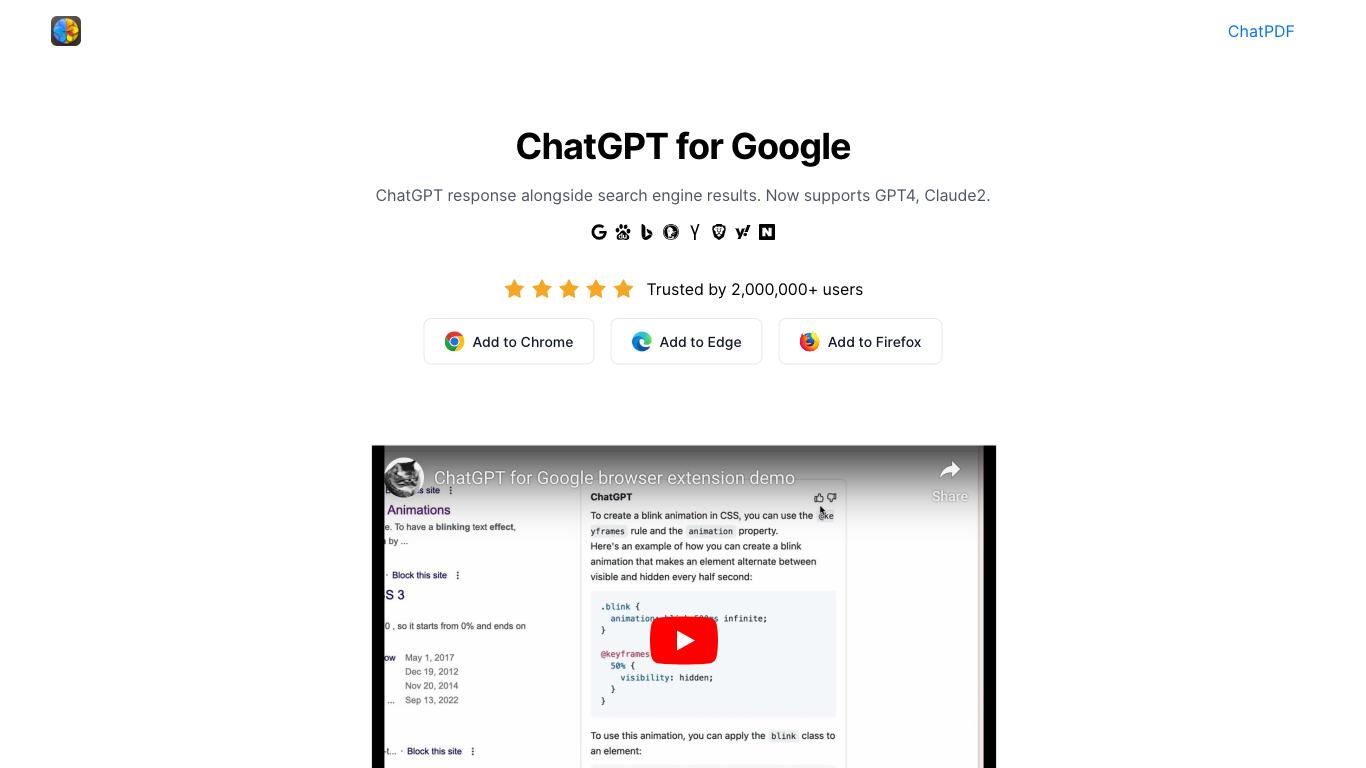 ChatPDF
ChatGPT for Google
ChatGPT response alongside search engine results. Now supports GPT4, Claude2.
Trusted by 2,000,000+ users
Add to Chrome
Add to Edge
Add to Firefox
ChatGPT for Google browser extension demo
Share
site
Animations
e. To have a blinking text effect,
by ...
· Block this site
S 3
0 , so it starts from 0% and ends on
ow May 1, 2017
Dec 19, 2012
Nov 20, 2014
... Sep 13, 2022
-t... · Block this site
ChatGPT
To create a blink animation in CSS, you can use the @ke
yframes rule and the animation property.
Here's an example of how you can create a blink
animation that makes an element alternate between
visible and hidden every half second:
.blink {
animation: blink 500ms infinite;
}
@keyframes
50% {
visibility: hidden;
}
}
To use this animation, you can apply the blink class to
an element: